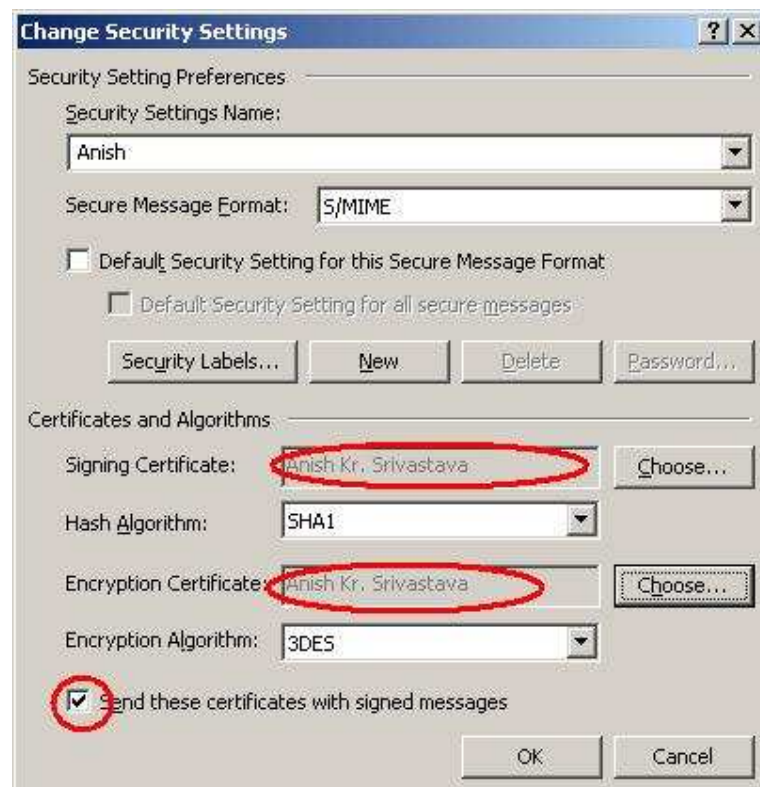 Change Security Settings
Security Setting Preferences
Security Settings Name:
Anish
Secure Message Format: S/MIME
Default Security Setting for this Secure Message Format
Default Security Setting for all secure messages
Security Labels... New Delete Password...
Certificates and Algorithms
Signing Certificate: Anish Kr. Srivastava Choose...
Hash Algorithm: SHA1
Encryption Certificate: Anish Kr. Srivastava Choose...
Encryption Algorithm: 3DES
Send these certificates with signed messages
OK Cancel